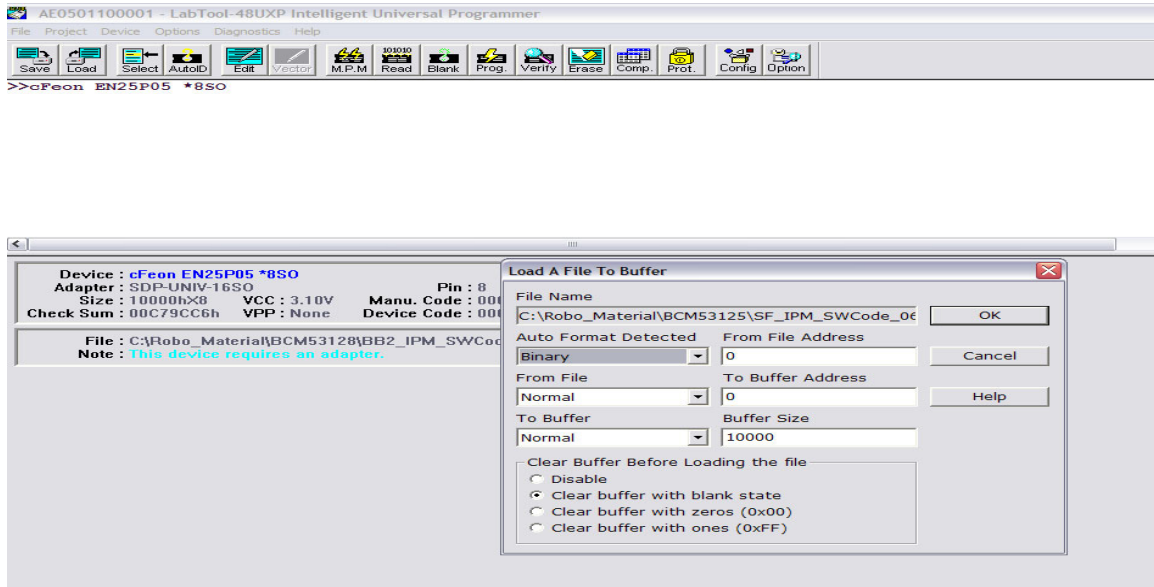 AE0501100001 - LabTool-48UXP Intelligent Universal Programmer
File Project Device Options Diagnostics Help
Save Load Select AutoID Edit Vector M.P.M Read Blank Prog. Verify Erase Comp. Prot. Config Option
>>cFeon EN25P05 *8SO
Device : cFeon EN25P05 *8SO
Adapter : SDP-UNIV-16SO Pin : 8
Size : 10000hX8 VCC : 3.10V Manu. Code : 00
Check Sum : 00C79CC6h VPP : None Device Code : 00
File : C:\Robo_Material\BCM53128\BB2_IPM_SWCo
Note : This device requires an adapter.
Load A File To Buffer
File Name
C:\Robo_Material\BCM53125\SF_IPM_SWCode_06
OK
Auto Format Detected From File Address
Binary 0
Cancel
From File To Buffer Address
Normal 0
Help
To Buffer Buffer Size
Normal 10000
Clear Buffer Before Loading the file
Disable
Clear buffer with blank state
Clear buffer with zeros (0x00)
Clear buffer with ones (0xFF)